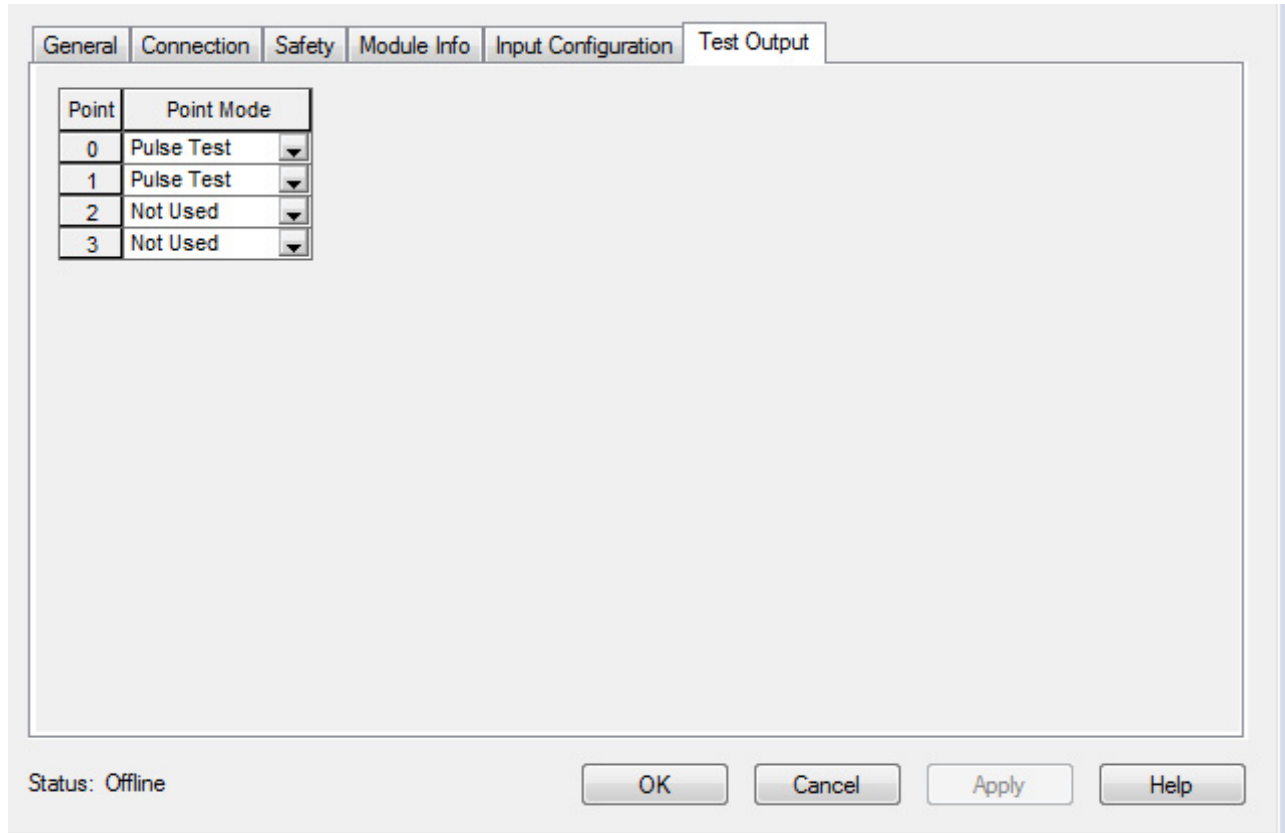 General Connection Safety Module Info Input Configuration Test Output
Point Point Mode
0 Pulse Test
1 Pulse Test
2 Not Used
3 Not Used
Status: Offline OK Cancel Apply Help